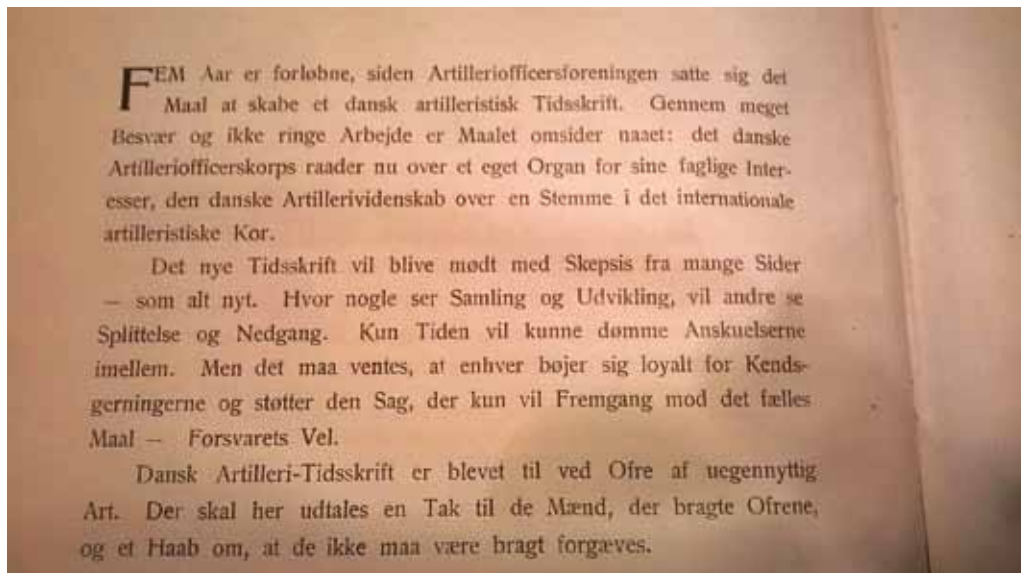 FEM Aar er forløbne, siden Artilleriofficersforeningen satte sig det
Maal at skabe et dansk artilleristisk Tidsskrift. Gennem meget
Besvær og ikke ringe Arbejde er Maalet omsider naaet: det danske
Artilleriofficerskorps raader nu over et eget Organ for sine faglige Inter-
esser, den danske Artillerividenskab over en Stemme i det internationale
artilleristiske Kor.
Det nye Tidsskrift vil blive mødt med Skepsis fra mange Sider
— som alt nyt. Hvor nogle ser Samling og Udvikling, vil andre se
Splittelse og Nedgang. Kun Tiden vil kunne dømme Anskuelserne
imellem. Men det maa ventes, at enhver bøjer sig loyalt for Kends-
gerningerne og støtter den Sag, der kun vil Fremgang mod det fælles
Maal — Forsvarets Vel.
Dansk Artilleri-Tidsskrift er blevet til ved Ofre af uegennyttig
Art. Der skal her udtales en Tak til de Mænd, der bragte Ofrene,
og et Haab om, at de ikke maa være bragt forgæves.